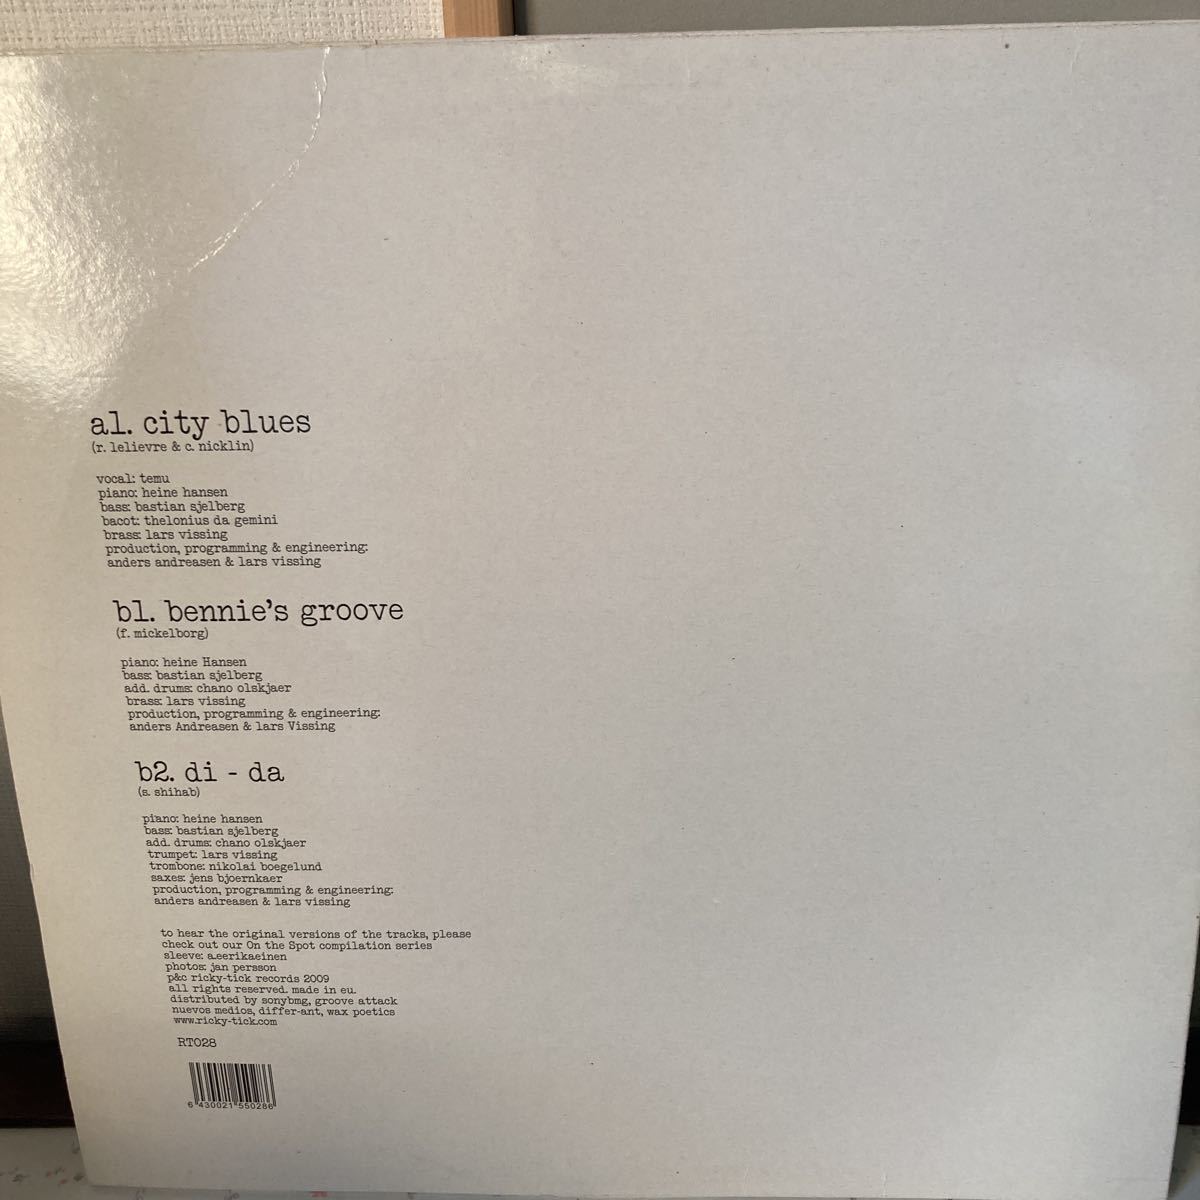 a1. city blues
(r. lelievre & c. nicklin)
vocal: temu
piano: heine hansen
bass: bastian sjelberg
bacot: thelonius da gemini
brass: lars vissing
production, programming & engineering:
anders andreasen & lars vissing
b1. bennie's groove
(f. mickelborg)
piano: heine Hansen
bass: bastian sjelberg
add. drums: chano olskjaer
brass: lars vissing
production, programming & engineering:
anders Andreasen & lars Vissing
b2. di - da
(s. shihab)
piano: heine hansen
bass: bastian sjelberg
add. drums: chano olskjaer
trumpet: lars vissing
trombone: nikolai boegelund
saxes: jens bjoernkaer
production, programming & engineering:
anders andreasen & lars vissing
to hear the original versions of the tracks, please
check out our On the Spot compilation series
sleeve: a.eerikaeinen
photos: jan persson
p&c ricky-tick records 2009
all rights reserved. made in eu.
distributed by sonybmg, groove attack
nuevos medios, differ-ant, wax poetics
www.ricky-tick.com
RT028
6 430021 550286